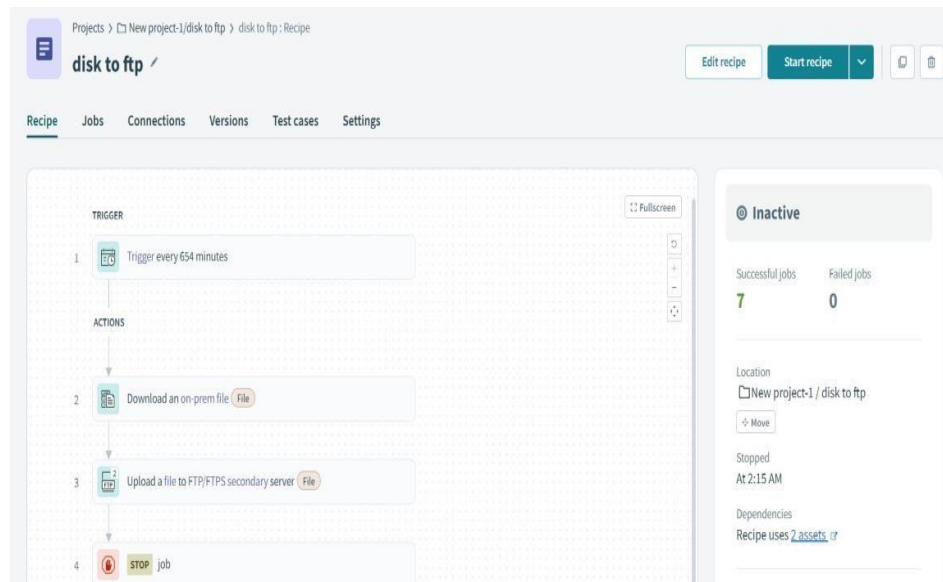 Projects > New project-1/disk to ftp > disk to ftp : Recipe
disk to ftp
Edit recipe
Start recipe
Recipe Jobs Connections Versions Test cases Settings
TRIGGER
Fullscreen
1 Trigger every 654 minutes
ACTIONS
2 Download an on-prem file File
3 Upload a file to FTP/FTPS secondary server File
2
FTP
4 STOP job
Inactive
Successful jobs Failed jobs
7 0
Location
New project-1 / disk to ftp
Move
Stopped
At 2:15 AM
Dependencies
Recipe uses 2 assets